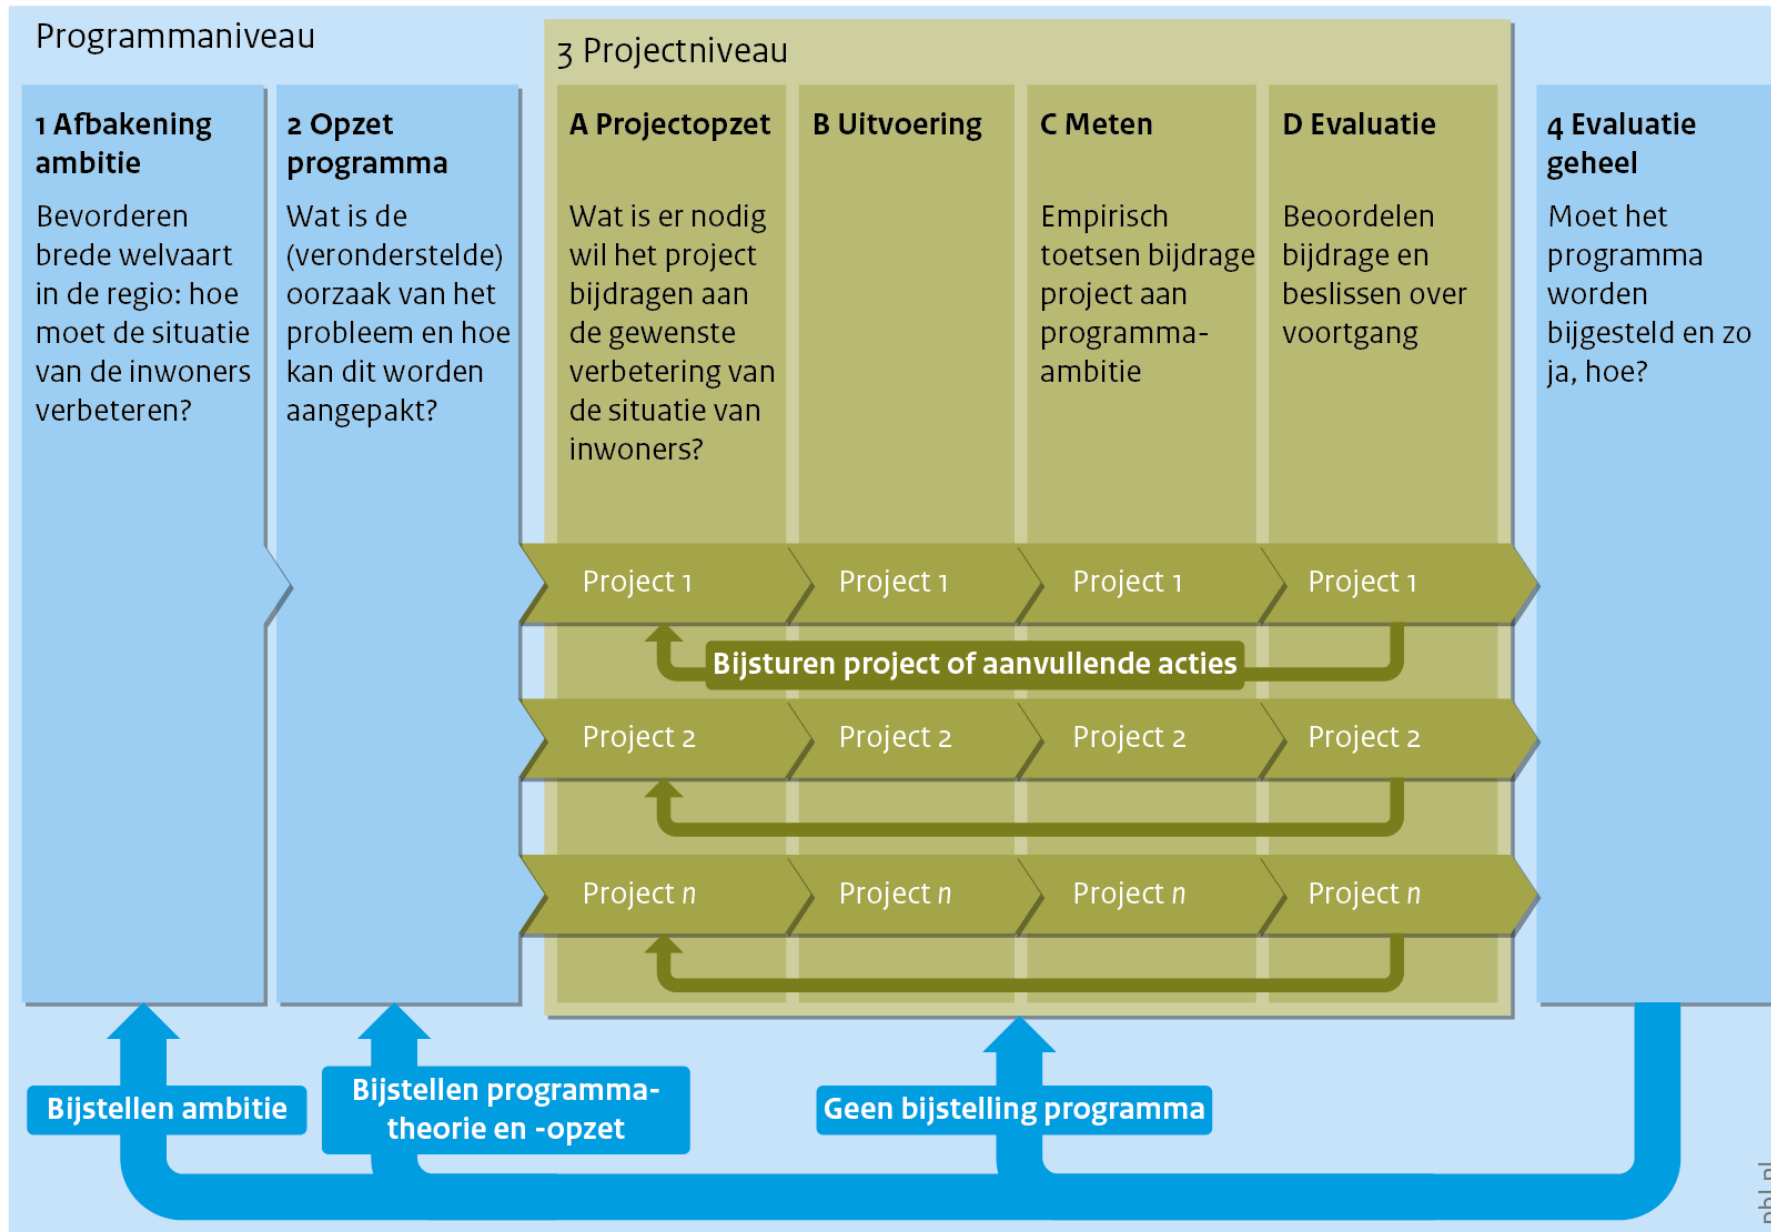 Programmaniveau
3 Projectniveau
1 Afbakening
ambitie
Bevorderen
brede welvaart
in de regio: hoe
moet de situatie
van de inwoners
verbeteren?
2 Opzet
programma
Wat is de
(veronderstelde)
oorzaak van het
probleem en hoe
kan dit worden
aangepakt?
A Projectopzet
Wat is er nodig
wil het project
bijdragen aan
de gewenste
verbetering van
de situatie van
inwoners?
B Uitvoering
C Meten
Empirisch
toetsen bijdrage
project aan
programma-
ambitie
D Evaluatie
Beoordelen
bijdrage en
beslissen over
voortgang
4 Evaluatie
geheel
Moet het
programma
worden
bijgesteld en zo
ja, hoe?
Project 1
Project 1
Project 1
Project 1
Bijsturen project of aanvullende acties
Project 2
Project 2
Project 2
Project 2
Project n
Project n
Project n
Project n
Bijstellen ambitie
Bijstellen programma-
theorie en -opzet
Geen bijstelling programma
pbl.nl